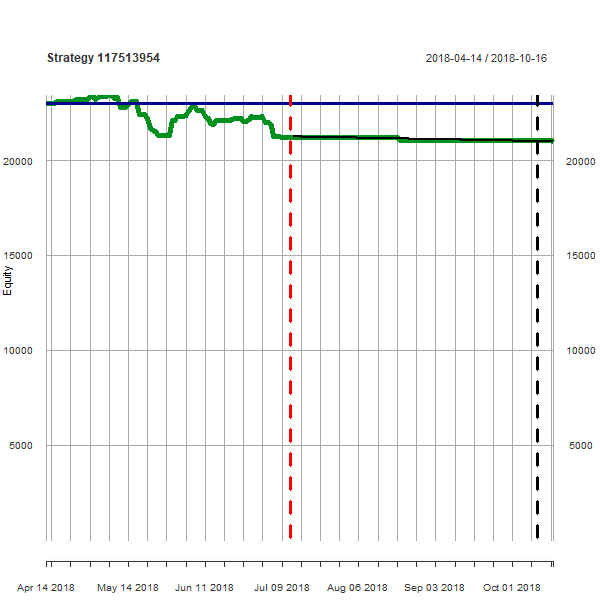 Strategy 117513954
2018-04-14 / 2018-10-16
20000
20000
15000
15000
Equity
10000
10000
5000
5000
Apr 14 2018
May 14 2018
Jun 11 2018
Jul 09 2018
Aug 06 2018
Sep 03 2018
Oct 01 2018